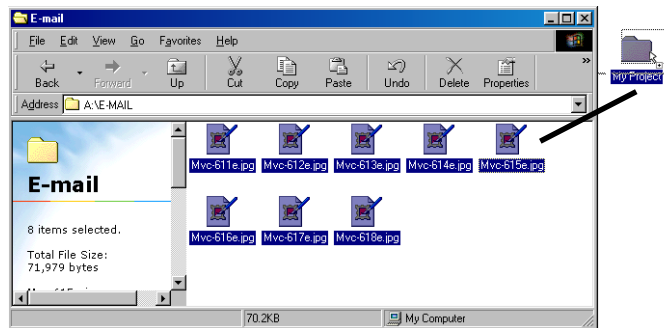 E-mail
File Edit View Go Favorites Help
Back Forward Up Cut Copy Paste Undo Delete Properties »
Address A:\E-MAIL
My Project
E-mail
8 items selected.
Total File Size:
71,979 bytes
Mvc-611e.jpg Mvc-612e.jpg Mvc-613e.jpg Mvc-614e.jpg Mvc-615e.jpg
Mvc-616e.jpg Mvc-617e.jpg Mvc-618e.jpg
70.2KB My Computer